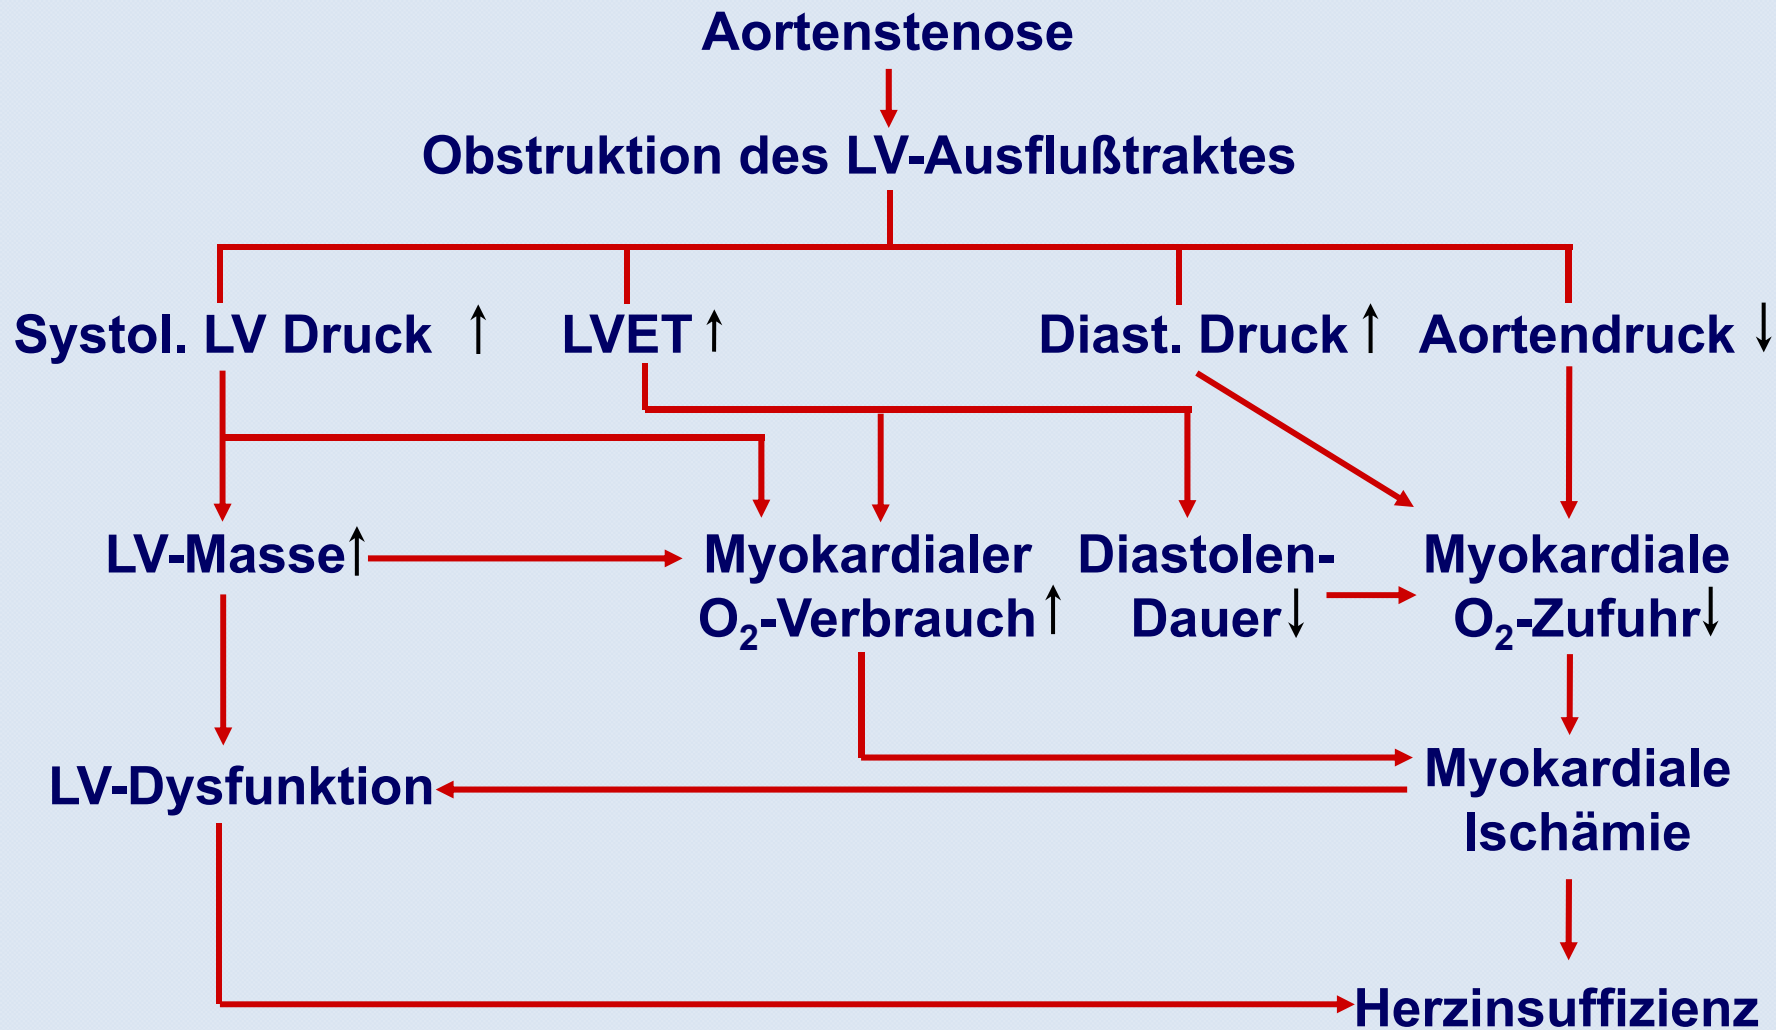 Aortenstenose
Obstruktion des LV-Ausflußtraktes
Systol. LV Druck ↑ LVET ↑ Diast. Druck ↑ Aortendruck ↓
LV-Masse ↑ Myokardialer Diastolen- Myokardiale
O₂-Verbrauch ↑ Dauer ↓ O₂-Zufuhr ↓
LV-Dysfunktion Myokardiale
Ischämie
Herzinsuffizienz